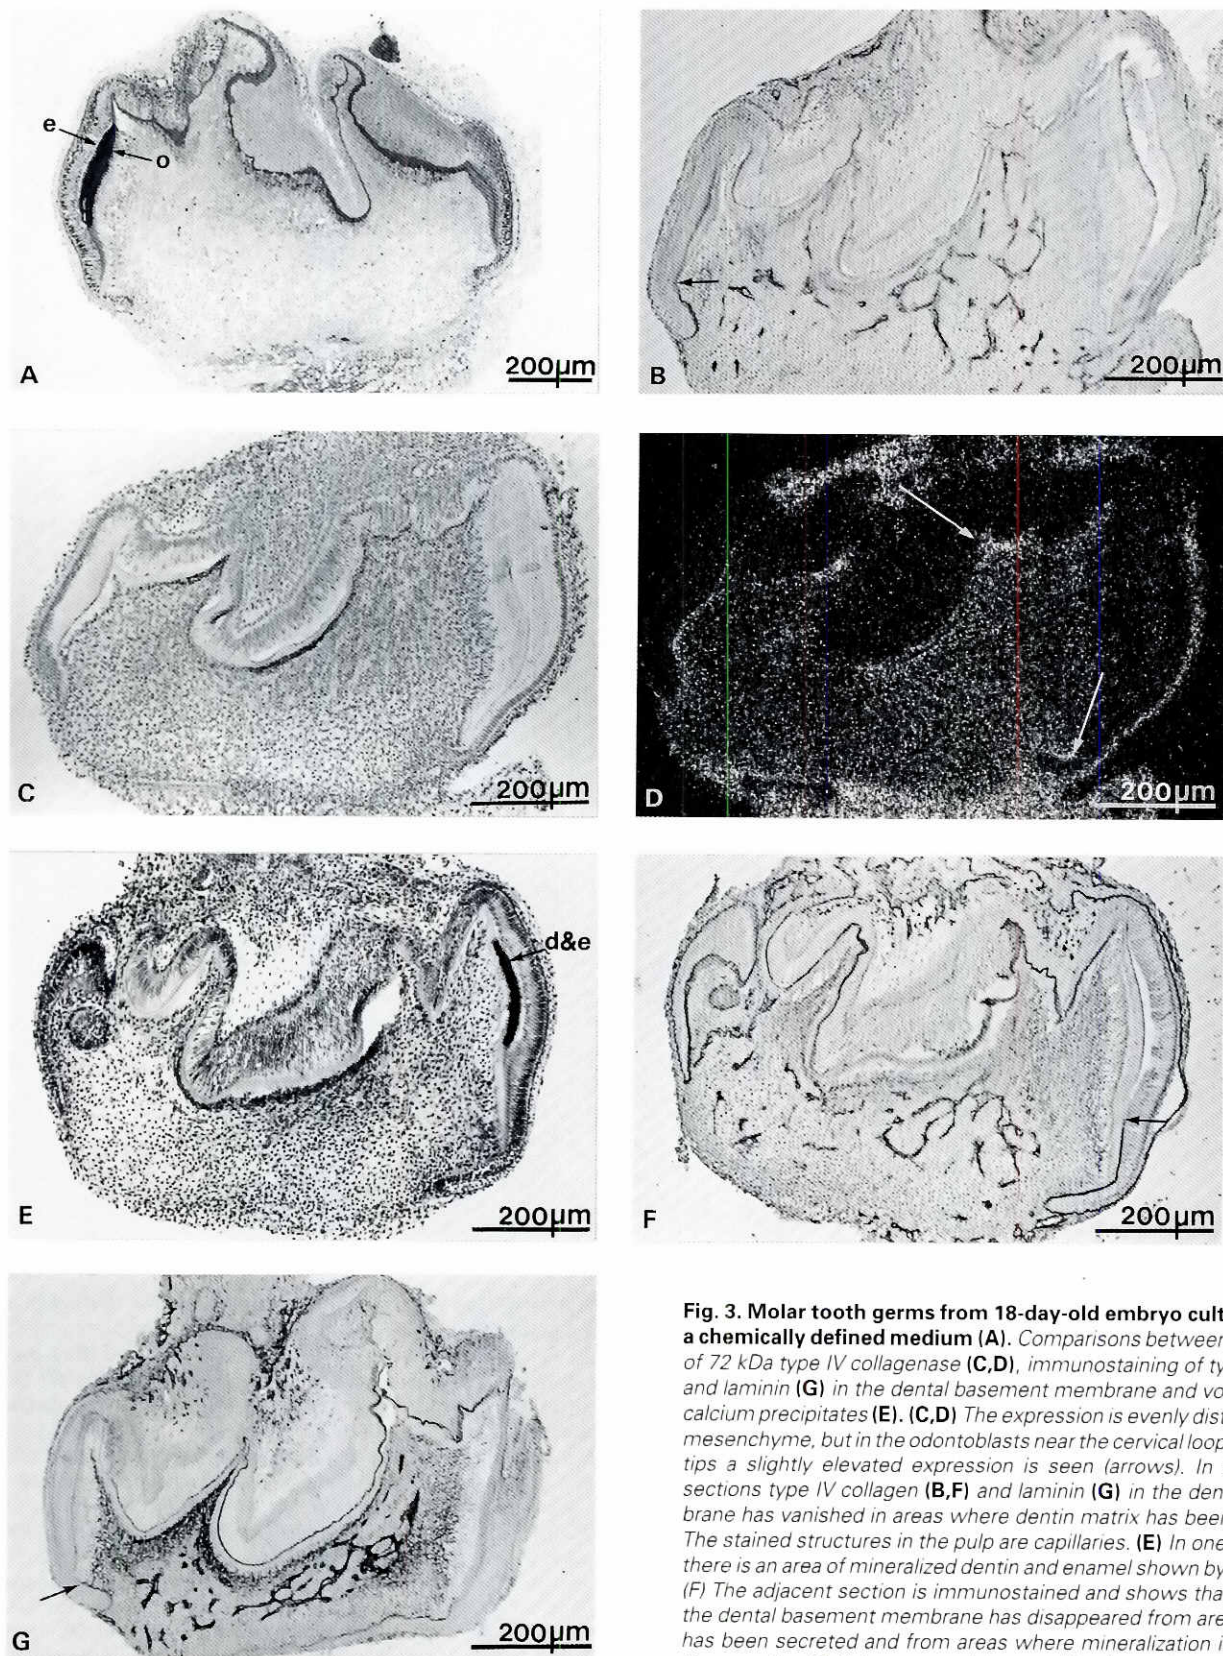 e
o
A
200µm
B
200µm
C
200µm
D
200µm
d&e
E
200µm
F
200µm
G
Fig. 3. Molar tooth germs from 18-day-old embryo cult
a chemically defined medium (A). Comparisons between
of 72 kDa type IV collagenase (C,D), immunostaining of ty
and laminin (G) in the dental basement membrane and vo
calcium precipitates (E). (C,D) The expression is evenly dist
mesenchyme, but in the odontoblasts near the cervical loop
tips a slightly elevated expression is seen (arrows). In
sections type IV collagen (B,F) and laminin (G) in the den
brane has vanished in areas where dentin matrix has been
The stained structures in the pulp are capillaries. (E) In one
there is an area of mineralized dentin and enamel shown by
(F) The adjacent section is immunostained and shows tha
the dental basement membrane has disappeared from are
has been secreted and from areas where mineralization i